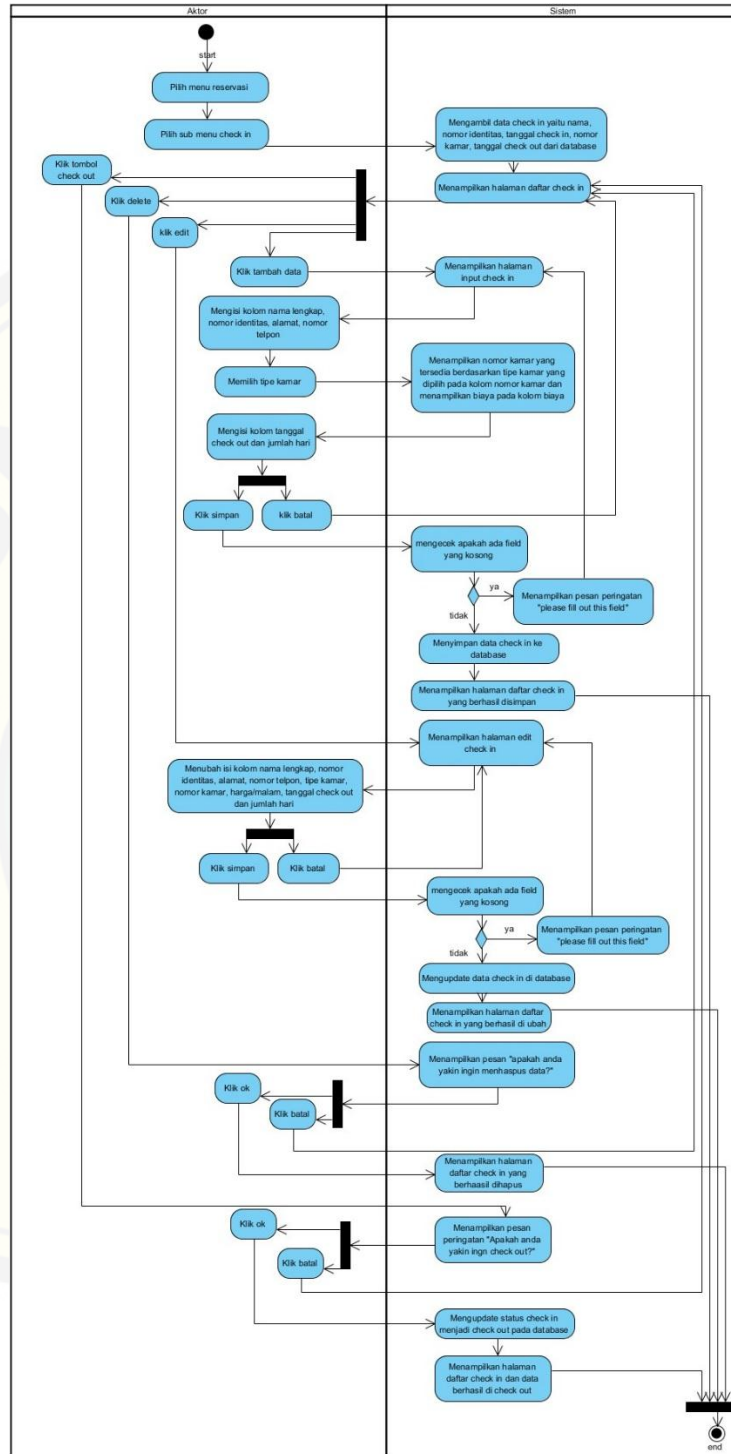 Aktor
Sistem
start
Pilih menu reservasi
Pilih sub menu check in
Mengambil data check in yaitu nama,
nomor identitas, tanggal check in, nomor
kamar, tanggal check out dari database
Menampilkan halaman daftar check in
Klik tombol
check out
Klik delete
klik edit
Klik tambah data
Menampilkan halaman
input check in
Mengisi kolom nama lengkap,
nomor identitas, alamat, nomor
telpon
Memilih tipe kamar
Menampilkan nomor kamar yang
tersedia berdasarkan tipe kamar yang
dipilih pada kolom nomor kamar dan
menampilkan biaya pada kolom biaya
Mengisi kolom tanggal
check out dan jumlah hari
Klik simpan
klik batal
mengecek apakah ada field
yang kosong
ya
Menampilkan pesan peringatan
"please fill out this field"
tidak
Menyimpan data check in ke
database
Menampilkan halaman daftar check in
yang berhasil disimpan
Menampilkan halaman edit
check in
Menubah isi kolom nama lengkap, nomor
identitas, alamat, nomor telpon, tipe kamar,
nomor kamar, harga/malam, tanggal check out
dan jumlah hari
Klik simpan
Klik batal
mengecek apakah ada field
yang kosong
ya
Menampilkan pesan peringatan
"please fill out this field"
tidak
Mengupdate data check in di database
Menampilkan halaman daftar
check in yang berhasil di ubah
Menampilkan pesan "apakah anda
yakin ingin menhaspus data?"
Klik ok
Klik batal
Menampilkan halaman
daftar check in yang
berhaasil dihapus
Klik ok
Klik batal
Menampilkan pesan
peringatan "Apakah anda
yakin ingn check out?"
Mengupdate status check in
menjadi check out pada database
Menampilkan halaman
daftar check in dan data
berhasil di check out
end